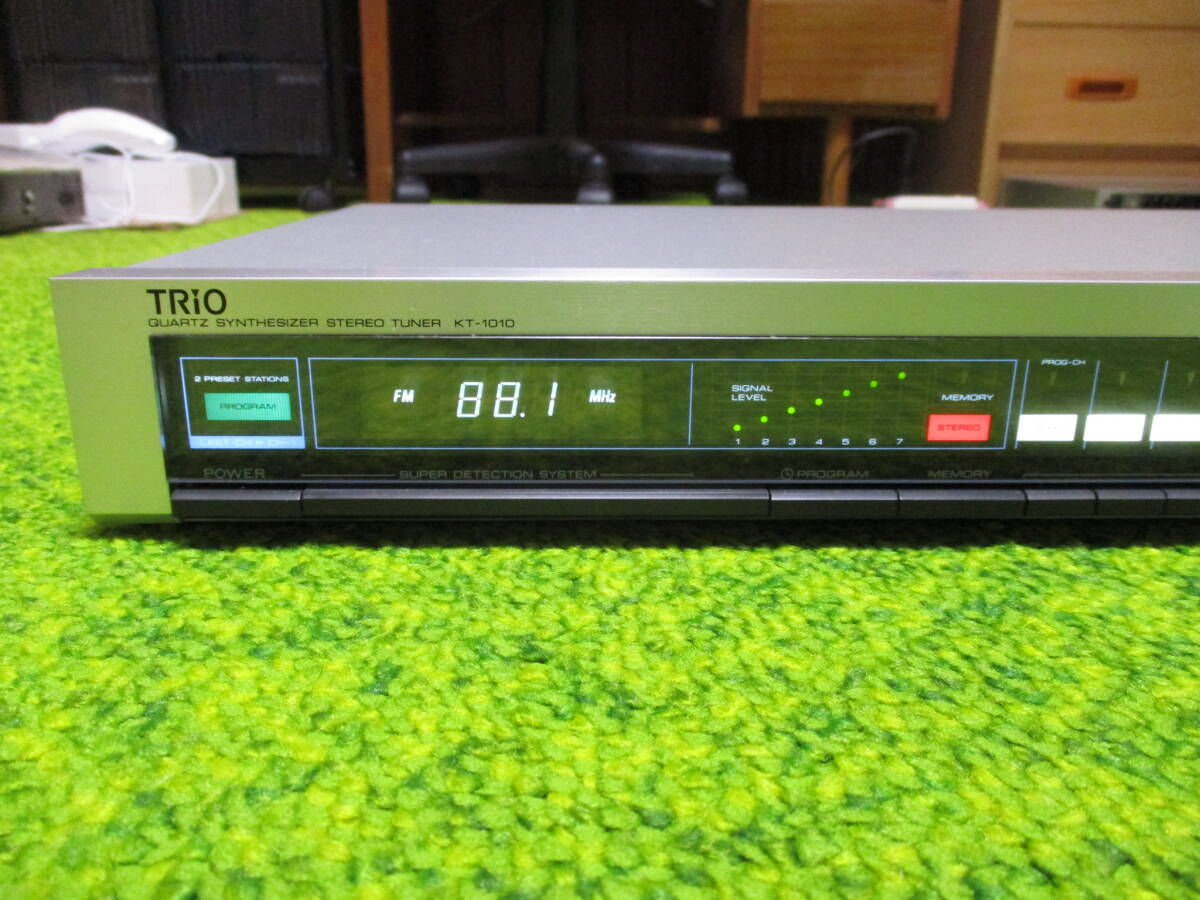 TRiO
QUARTZ SYNTHESIZER STEREO TUNER KT-1010
2 PRESET STATIONS
PROGRAM
LAST-CH
CH-1
FM 88.1 MHz
SIGNAL
LEVEL
1 2 3 4 5 6 7
MEMORY
STEREO
PROG-CH
POWER
SUPER DETECTION SYSTEM
PROGRAM
MEMORY